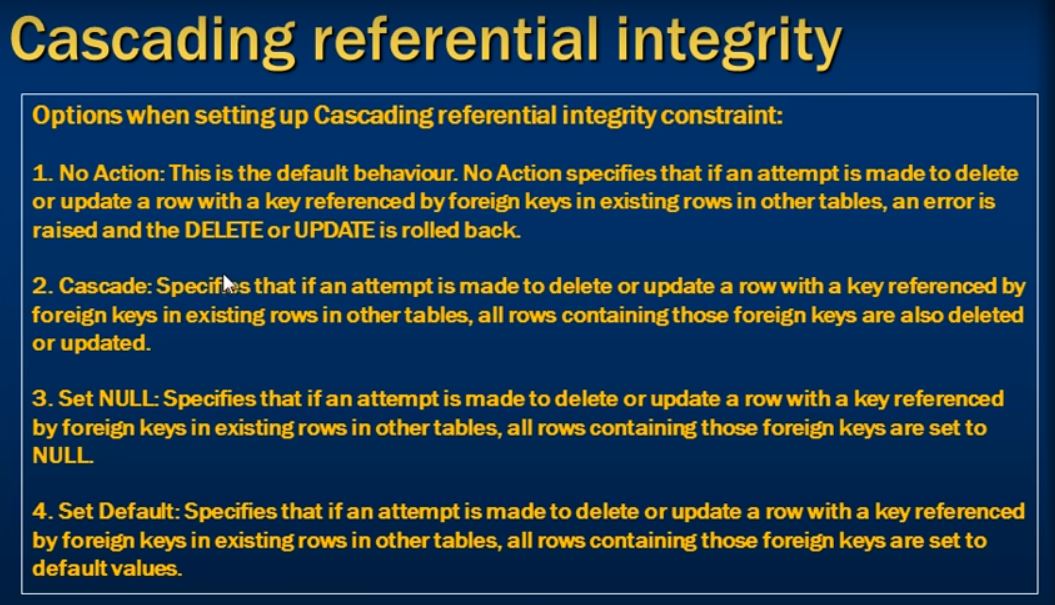 Cascading referential integrity
Options when setting up Cascading referential integrity constraint:
1. No Action: This is the default behaviour. No Action specifies that if an attempt is made to delete
or update a row with a key referenced by foreign keys in existing rows in other tables, an error is
raised and the DELETE or UPDATE is rolled back.
2. Cascade: Specifies that if an attempt is made to delete or update a row with a key referenced by
foreign keys in existing rows in other tables, all rows containing those foreign keys are also deleted
or updated.
3. Set NULL: Specifies that if an attempt is made to delete or update a row with a key referenced
by foreign keys in existing rows in other tables, all rows containing those foreign keys are set to
NULL.
4. Set Default: Specifies that if an attempt is made to delete or update a row with a key referenced
by foreign keys in existing rows in other tables, all rows containing those foreign keys are set to
default values.